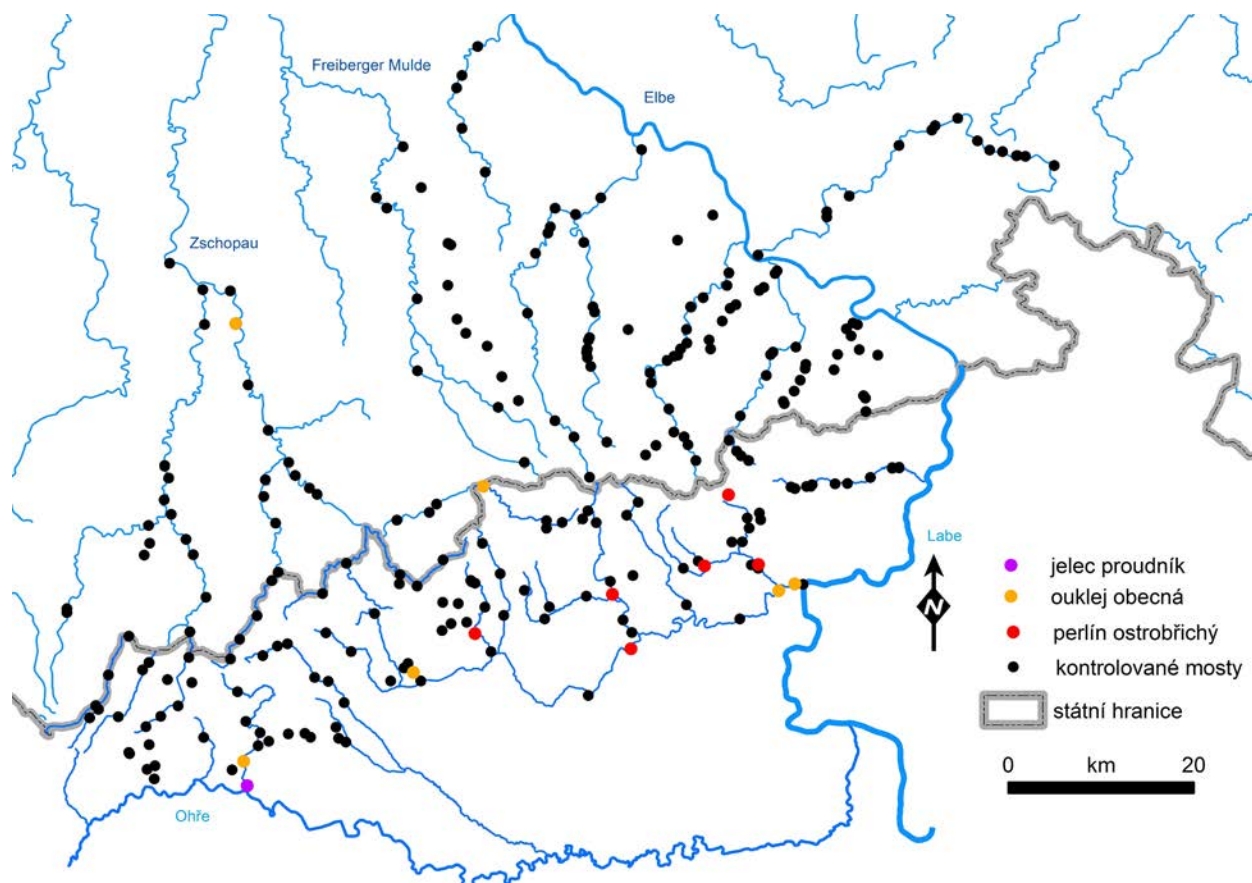 Freiberger Mulde
Elbe
Zschopau
Labe
N
jelec proudník
ouklej obecná
perlín ostrobřichý
kontrolované mosty
státní hranice
0 km 20
Ohře